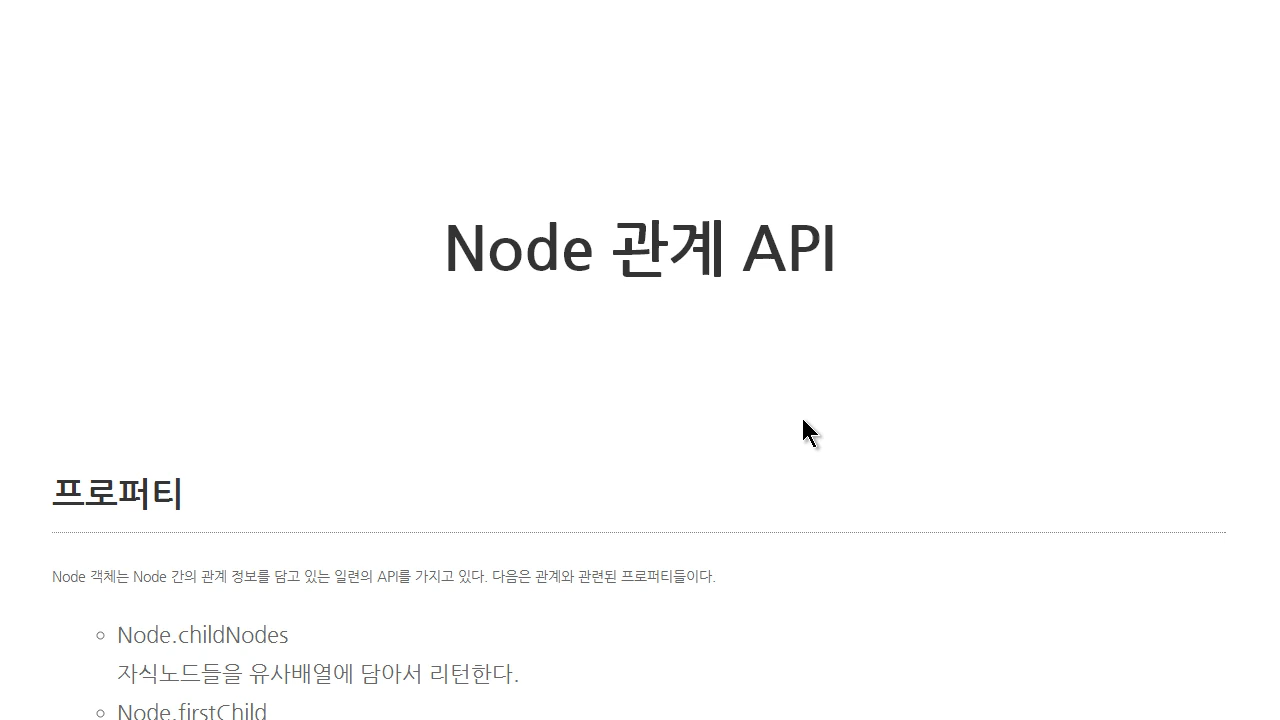 Node 관계 API
프로퍼티
Node 객체는 Node 간의 관계 정보를 담고 있는 일련의 API를 가지고 있다. 다음은 관계와 관련된 프로퍼티들이다.
Node.childNodes
자식노드들을 유사배열에 담아서 리턴한다.
Node.firstChild